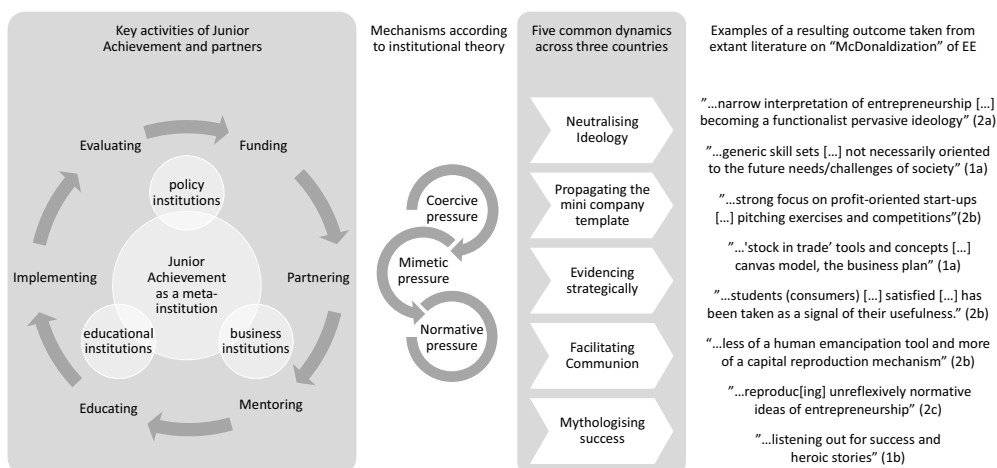 Key activities of Junior
Achievement and partners
Evaluating
Funding
policy
institutions
Implementing
Junior
Achievement
as a meta-
institution
Partnering
educational
institutions
business
institutions
Educating
Mentoring
Mechanisms according
to institutional theory
Coercive
pressure
Mimetic
pressure
Normative
pressure
Five common dynamics
across three countries
Neutralising
Ideology
Propagating the
mini company
template
Evidencing
strategically
Facilitating
Communion
Mythologising
success
Examples of a resulting outcome taken from
extant literature on “McDonaldization” of EE
”…narrow interpretation of entrepreneurship […]
becoming a functionalist pervasive ideology” (2a)
”…generic skill sets […] not necessarily oriented
to the future needs/challenges of society” (1a)
”…strong focus on profit-oriented start-ups
[…] pitching exercises and competitions”(2b)
”…'stock in trade’ tools and concepts […]
canvas model, the business plan” (1a)
”…students (consumers) […] satisfied […] has
been taken as a signal of their usefulness.” (2b)
“…less of a human emancipation tool and more
of a capital reproduction mechanism” (2b)
”…reproduc[ing] unreflexively normative
ideas of entrepreneurship” (2c)
”…listening out for success and
heroic stories” (1b)